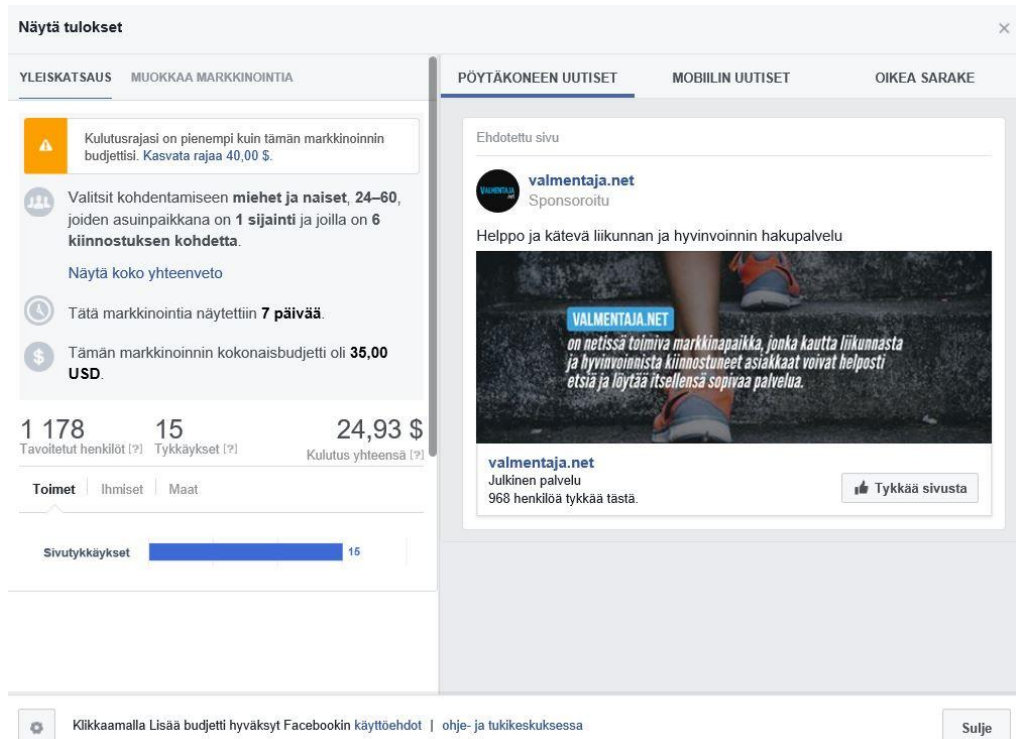 Näytä tulokset
×
YLEISKATSAUS MUOKKAA MARKKINOINTIA
Kulutusrajasi on pienempi kuin tämän markkinoinnin
budjettisi. Kasvata rajaa 40,00 $.
Valitsit kohdentamiseen miehet ja naiset, 24–60,
joiden asuinpaikkana on 1 sijainti ja joilla on 6
kiinnostuksen kohdetta.
Näytä koko yhteenveto
Tätä markkinointia näytettiin 7 päivää.
$
Tämän markkinoinnin kokonaisbudjetti oli 35,00
USD.
1 178 15 24,93 $
Tavoitetut henkilöt [?] Tykkäykset [?] Kulutus yhteensä [?]
Toimet Ihmiset Maat
Sivutykkäykset 15
PÖYTÄKONEEN UUTISET MOBIILIN UUTISET OIKEA SARAKE
Ehdotettu sivu
VALMENTAJA
.net
valmentaja.net
Sponsoroitu
Helppo ja kätevä liikunnan ja hyvinvoinnin hakupalvelu
VALMENTAJA.NET
on netissä toimiva markkinapaikka, jonka kautta liikunnasta
ja hyvinvoinnista kiinnostuneet asiakkaat voivat helposti
etsiä ja löytää itsellensä sopivaa palvelua.
valmentaja.net
Julkinen palvelu
968 henkilöä tykkää tästä.
Tykkää sivusta
Klikkaamalla Lisää budjetti hyväksyt Facebookin käyttöehdot | ohje- ja tukikeskuksessa
Sulje